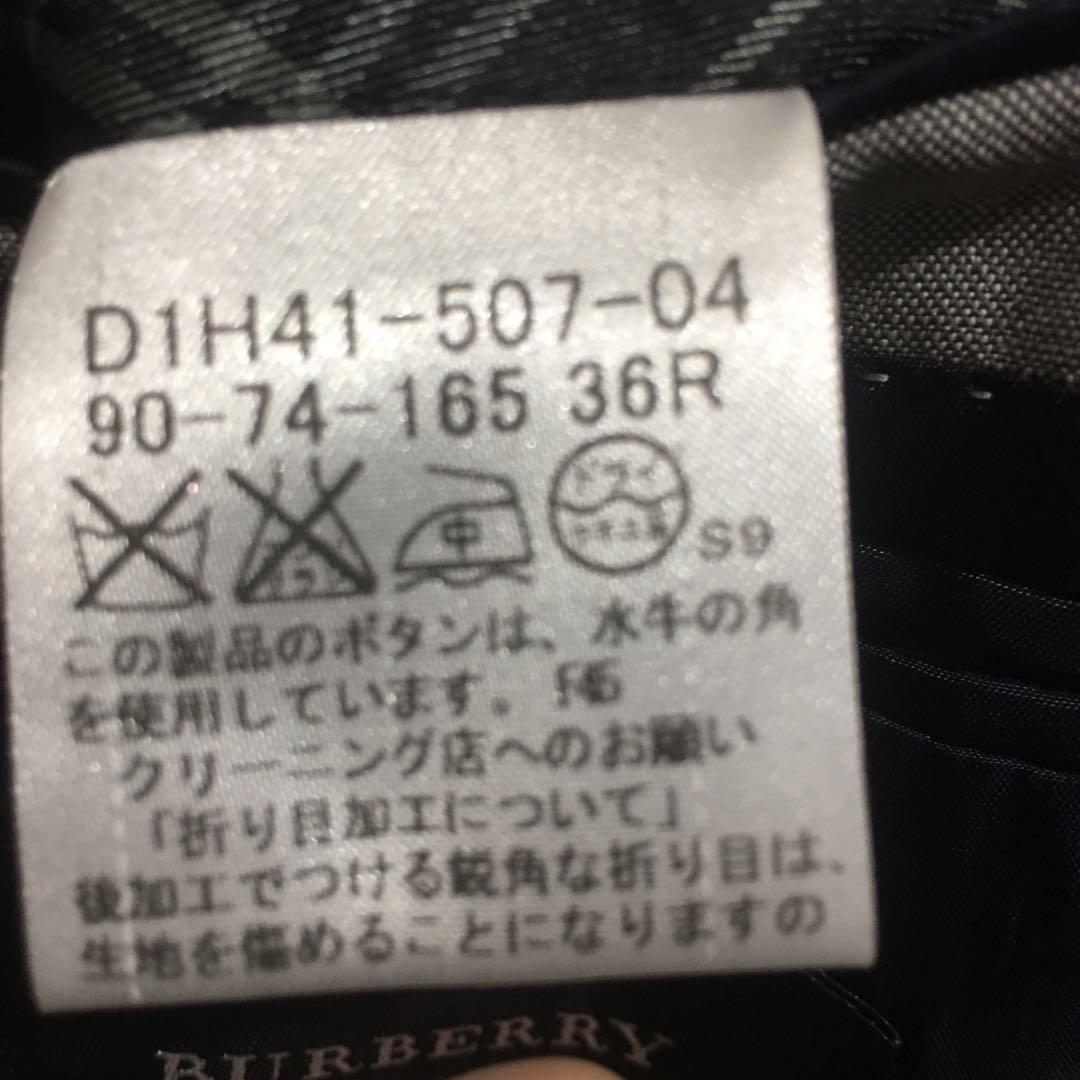 D1H41-507-04
90-74-165 36R
中 ドライ
セキユ系 S9
この製品のボタンは、水牛の角
を使用しています。F46
クリーニング店へのお願い
「折り目加工について」
後加工でつける鋭角な折り目は、
生地を傷めることになりますの
BURBERRY